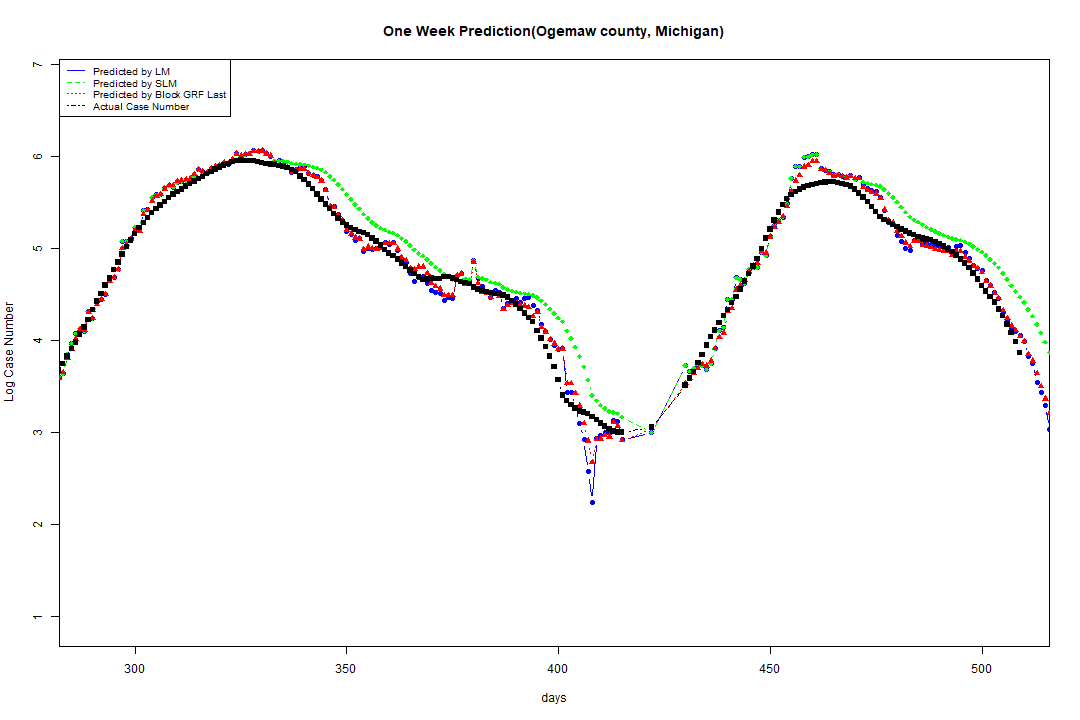 One Week Prediction(Ogemaw county, Michigan)
Predicted by LM
Predicted by SLM
Predicted by Block GRF Last
Actual Case Number
7
6
5
4
3
2
1
Log Case Number
300 350 400 450 500
days